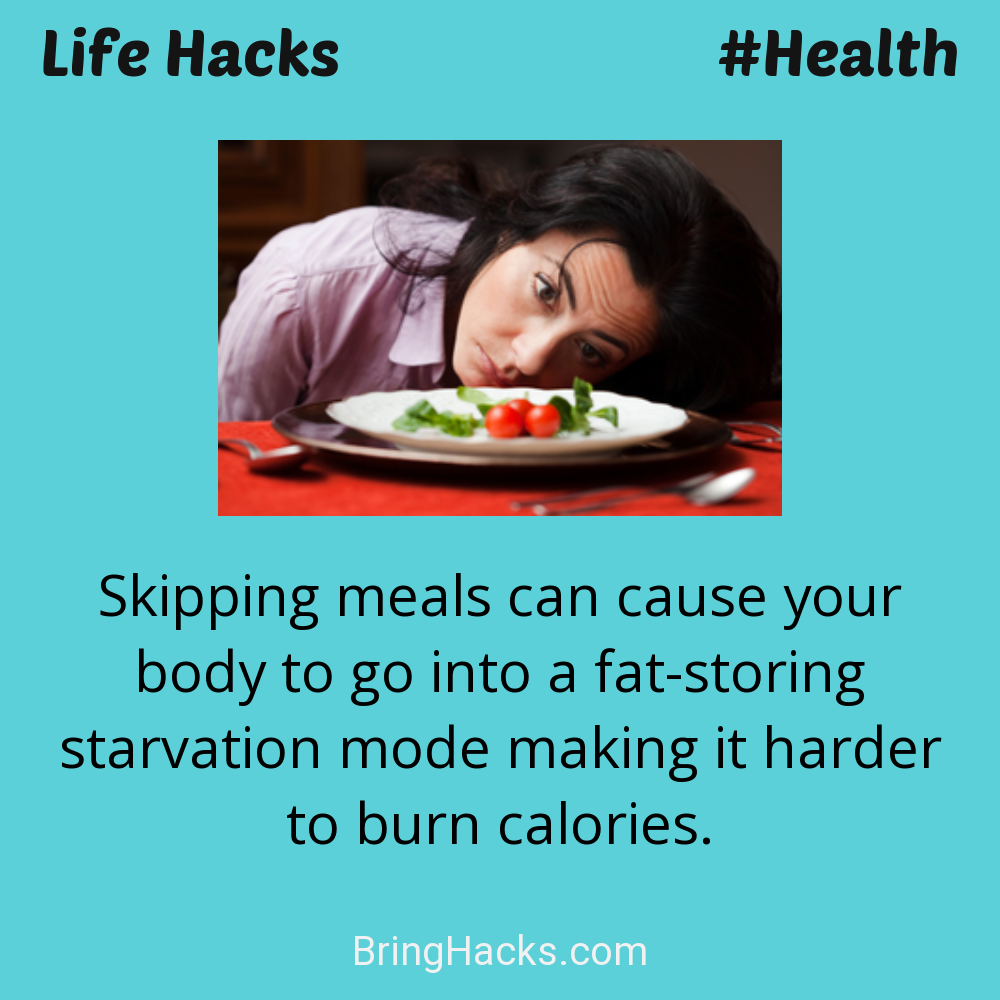 Life Hacks
#Health
Skipping meals can cause your
body to go into a fat-storing
starvation mode making it harder
to burn calories.
BringHacks.com